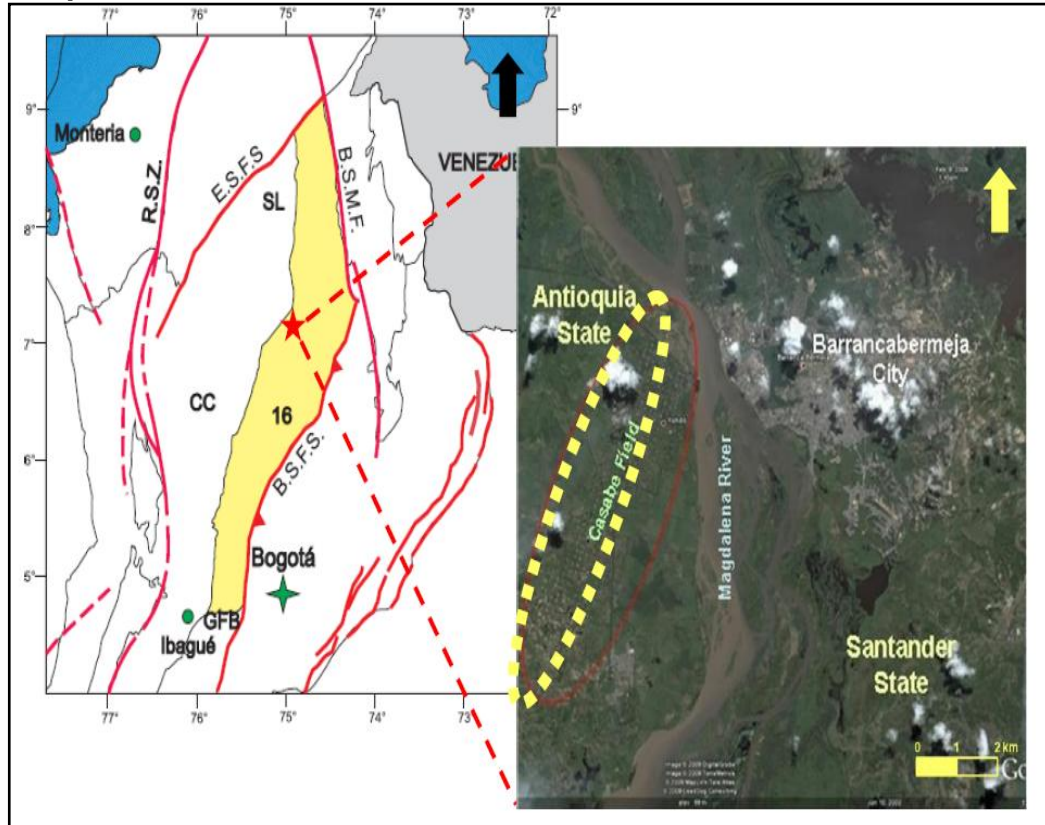 77°
76°
75°
74°
73°
72°
9°
9°
Monteria
R.S.Z.
E.S.F.S
B.S.M.F.
VENEZUE
SL
8°
7°
CC
16
6°
B.S.F.S.
Bogotá
5°
GFB
Ibagué
77°
76°
75°
74°
73°
Antioquia
State
Barrancabermeja
City
Casabe Field
Magdalena River
Santander
State
0 1 2 km
Go